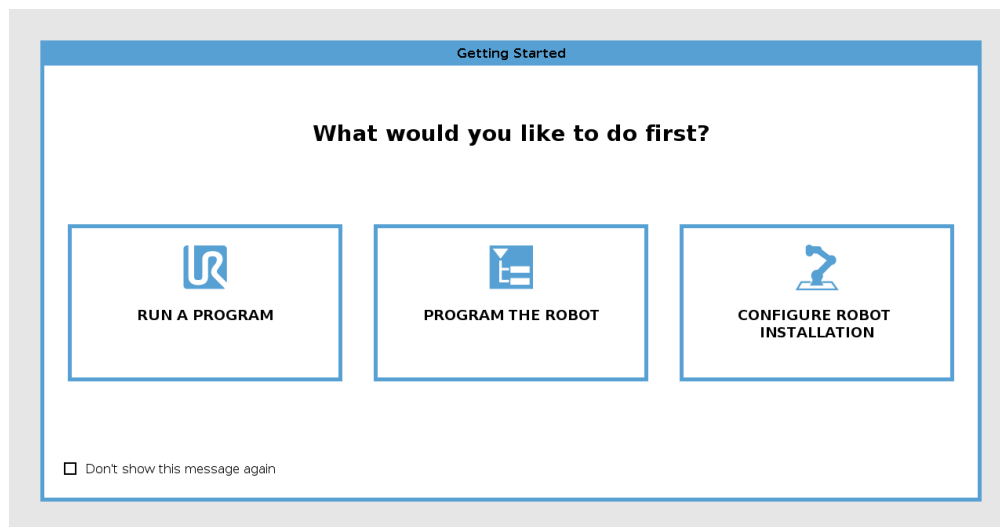 Getting Started
What would you like to do first?
UR
RUN A PROGRAM
PROGRAM THE ROBOT
CONFIGURE ROBOT
INSTALLATION
Don't show this message again